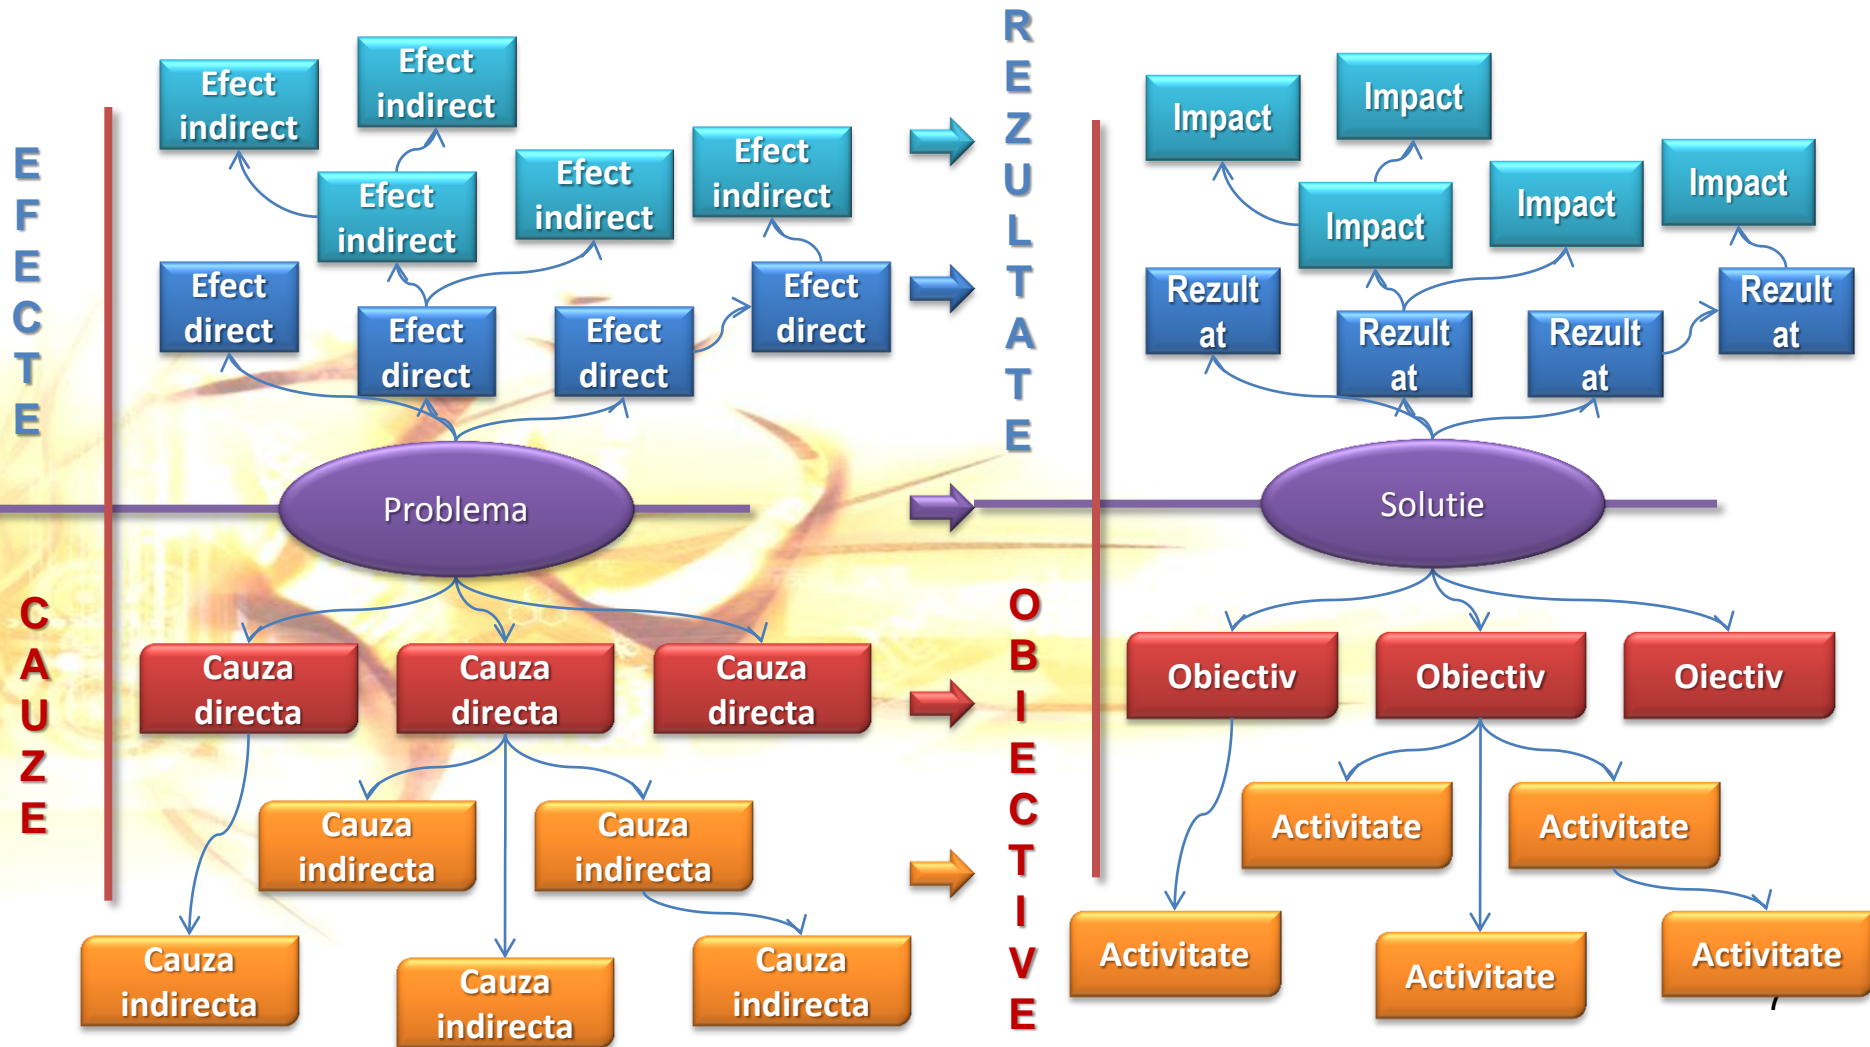 EFECTE
Efect
indirect
Efect
indirect
Efect
indirect
Efect
indirect
Efect
indirect
Efect
direct
Efect
direct
Efect
direct
Efect
direct
Problema
CAUZE
Cauza
directa
Cauza
directa
Cauza
directa
Cauza
indirecta
Cauza
indirecta
Cauza
indirecta
Cauza
indirecta
Cauza
indirecta
REZULTATE
Impact
Impact
Impact
Impact
Impact
Rezult
at
Rezult
at
Rezult
at
Rezult
at
Solutie
OBIECTIVE
Obiectiv
Obiectiv
Oiectiv
Activitate
Activitate
Activitate
Activitate
Activitate